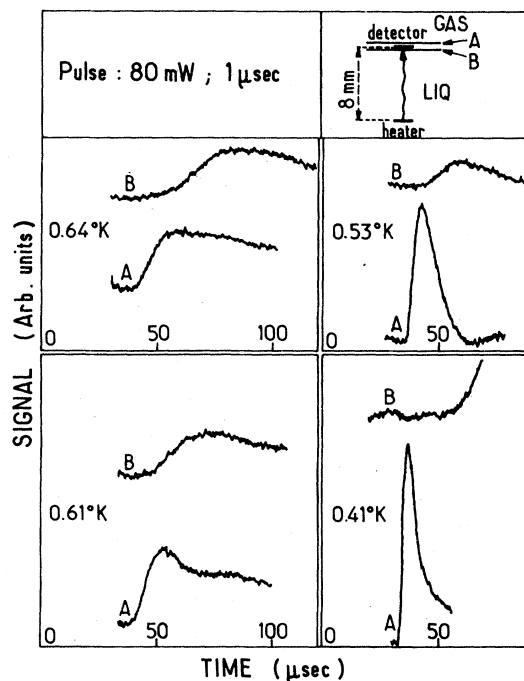 Pulse : 80 mW ; 1 μsec
GAS
detector
A
B
8 mm
LIQ
heater
SIGNAL (Arb. units)
B
0.64°K
A
0 50 100
B
0.53°K
A
0 50
B
0.61°K
A
0 50 100
B
0.41°K
A
0 50
TIME (μsec)